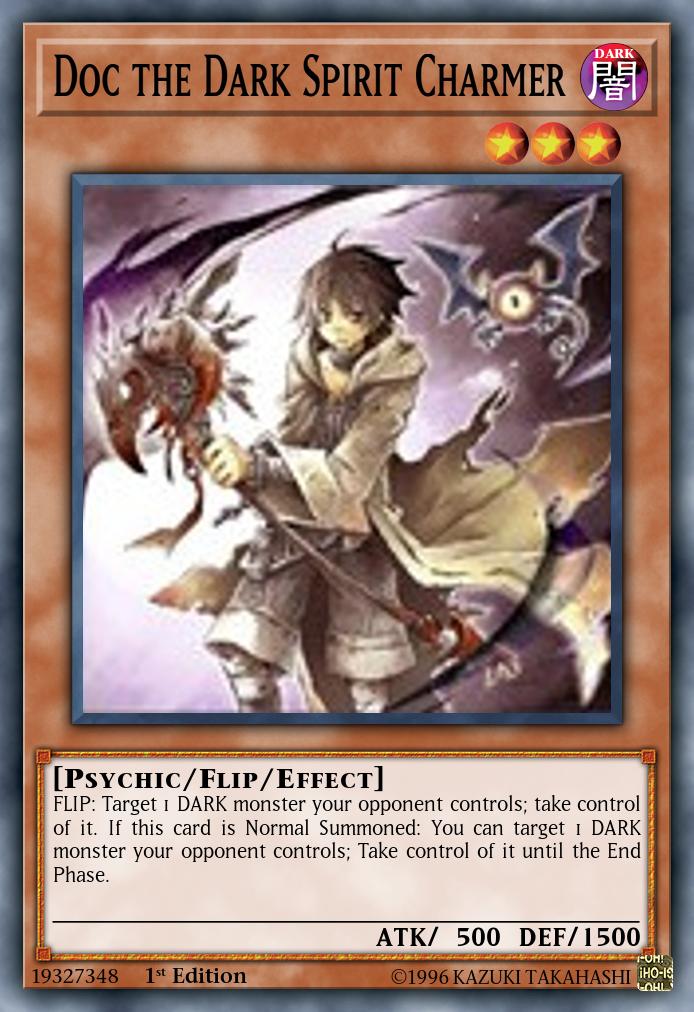 Doc the Dark Spirit Charmer
DARK
闇
[Psychic/Flip/Effect]
FLIP: Target 1 DARK monster your opponent controls; take control
of it. If this card is Normal Summoned: You can target 1 DARK
monster your opponent controls; Take control of it until the End
Phase.
ATK/ 500 DEF/1500
19327348 1st Edition ©1996 KAZUKI TAKAHASHI